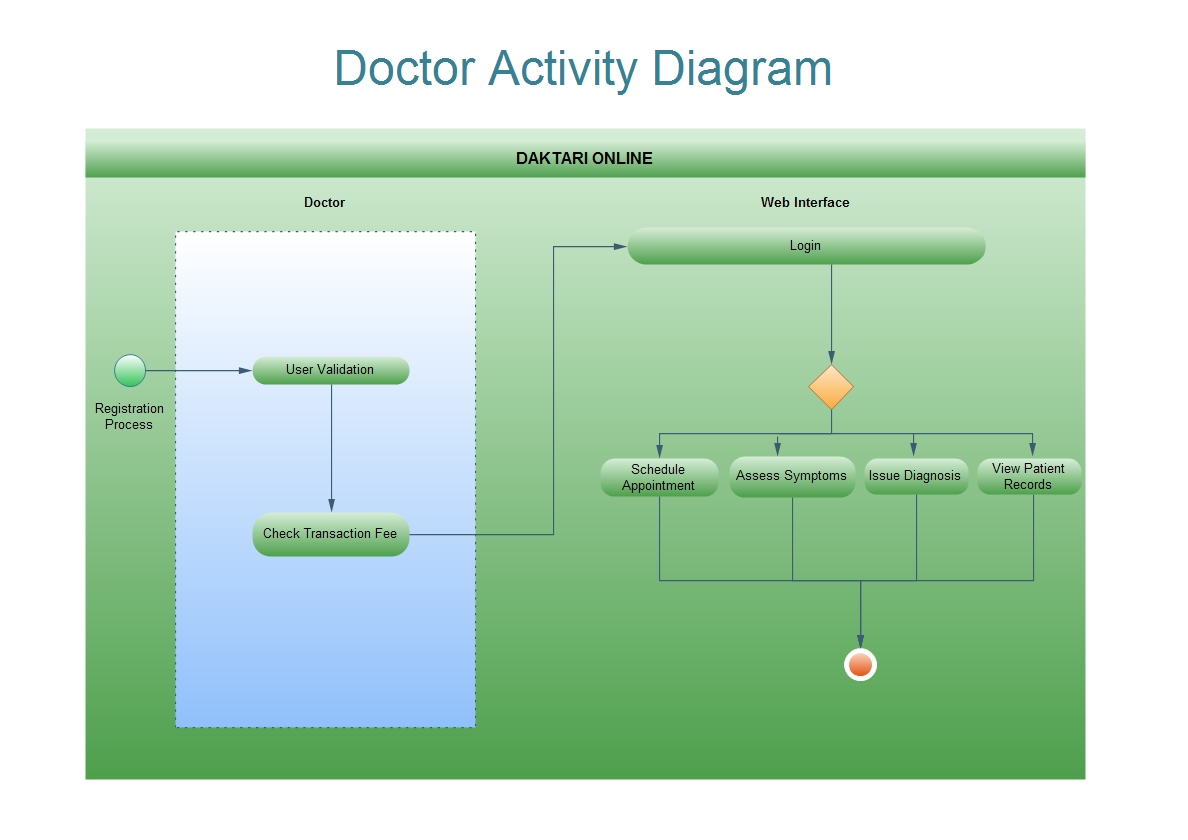 Doctor Activity Diagram
DAKTARI ONLINE
Doctor
Web Interface
Login
User Validation
Registration
Process
Schedule
Appointment
Assess Symptoms
Issue Diagnosis
View Patient
Records
Check Transaction Fee